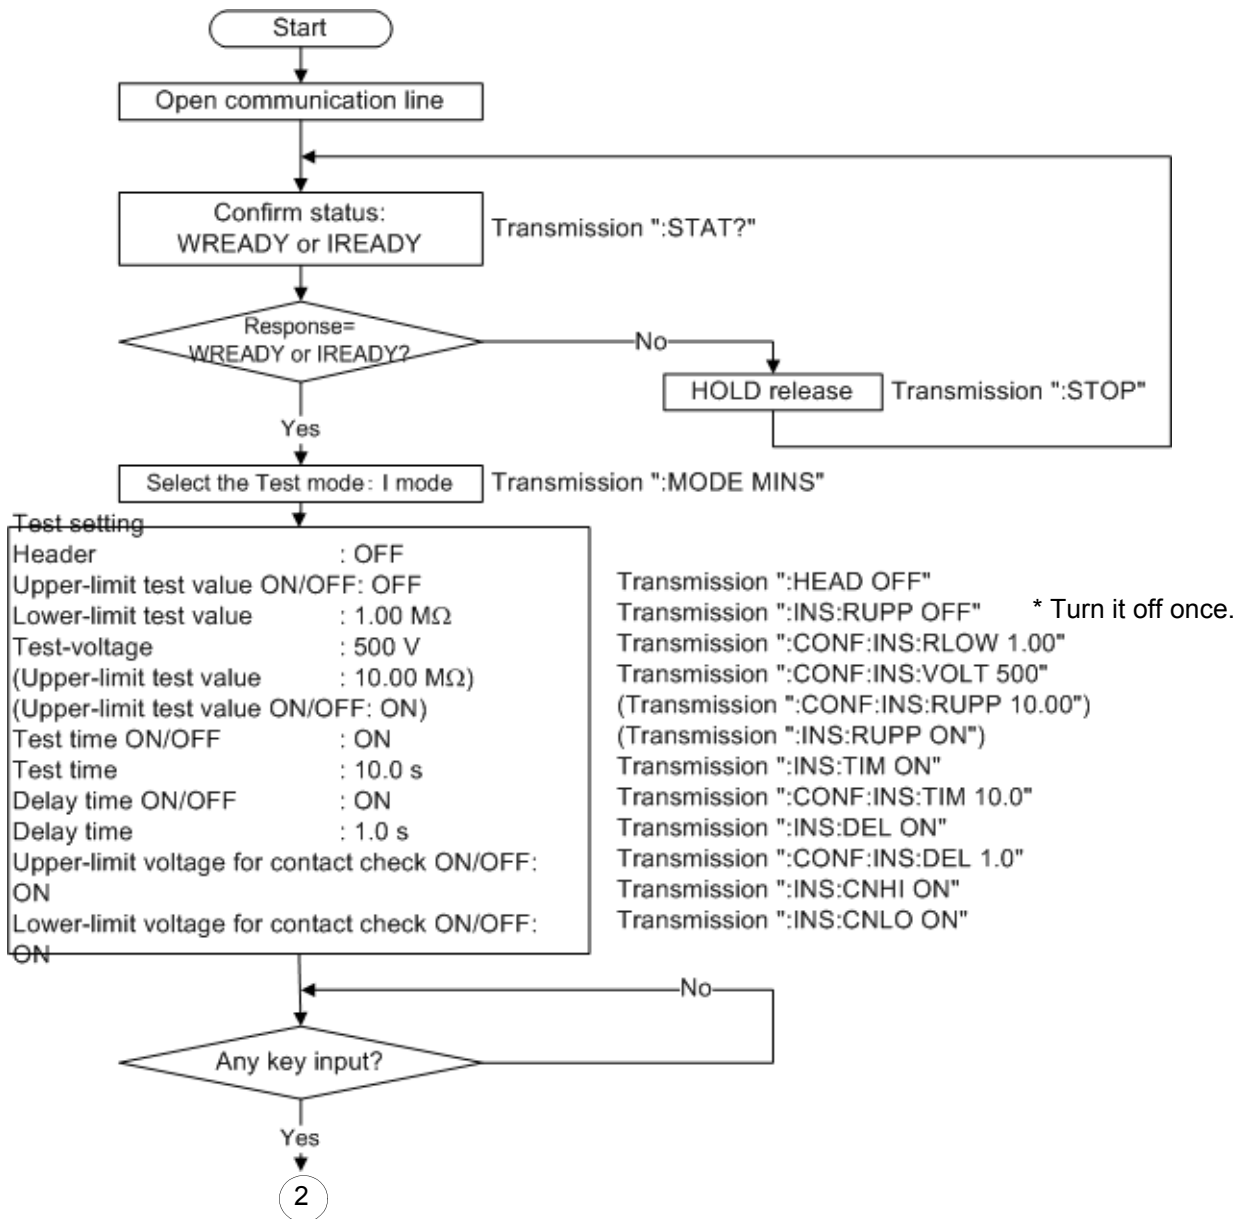 Start
Open communication line
Confirm status:
WREADY or IREADY
Transmission ":STAT?"
Response=
WREADY or IREADY?
No
HOLD release
Transmission ":STOP"
Yes
Select the Test mode: I mode
Transmission ":MODE MINS"
Test setting
Header : OFF
Upper-limit test value ON/OFF: OFF
Lower-limit test value : 1.00 MΩ
Test-voltage : 500 V
(Upper-limit test value : 10.00 MΩ)
(Upper-limit test value ON/OFF: ON)
Test time ON/OFF : ON
Test time : 10.0 s
Delay time ON/OFF : ON
Delay time : 1.0 s
Upper-limit voltage for contact check ON/OFF:
ON
Lower-limit voltage for contact check ON/OFF:
ON
Transmission ":HEAD OFF"
Transmission ":INS:RUPP OFF" * Turn it off once.
Transmission ":CONF:INS:RLOW 1.00"
Transmission ":CONF:INS:VOLT 500"
(Transmission ":CONF:INS:RUPP 10.00")
(Transmission ":INS:RUPP ON")
Transmission ":INS:TIM ON"
Transmission ":CONF:INS:TIM 10.0"
Transmission ":INS:DEL ON"
Transmission ":CONF:INS:DEL 1.0"
Transmission ":INS:CNHI ON"
Transmission ":INS:CNLO ON"
No
Any key input?
Yes
2